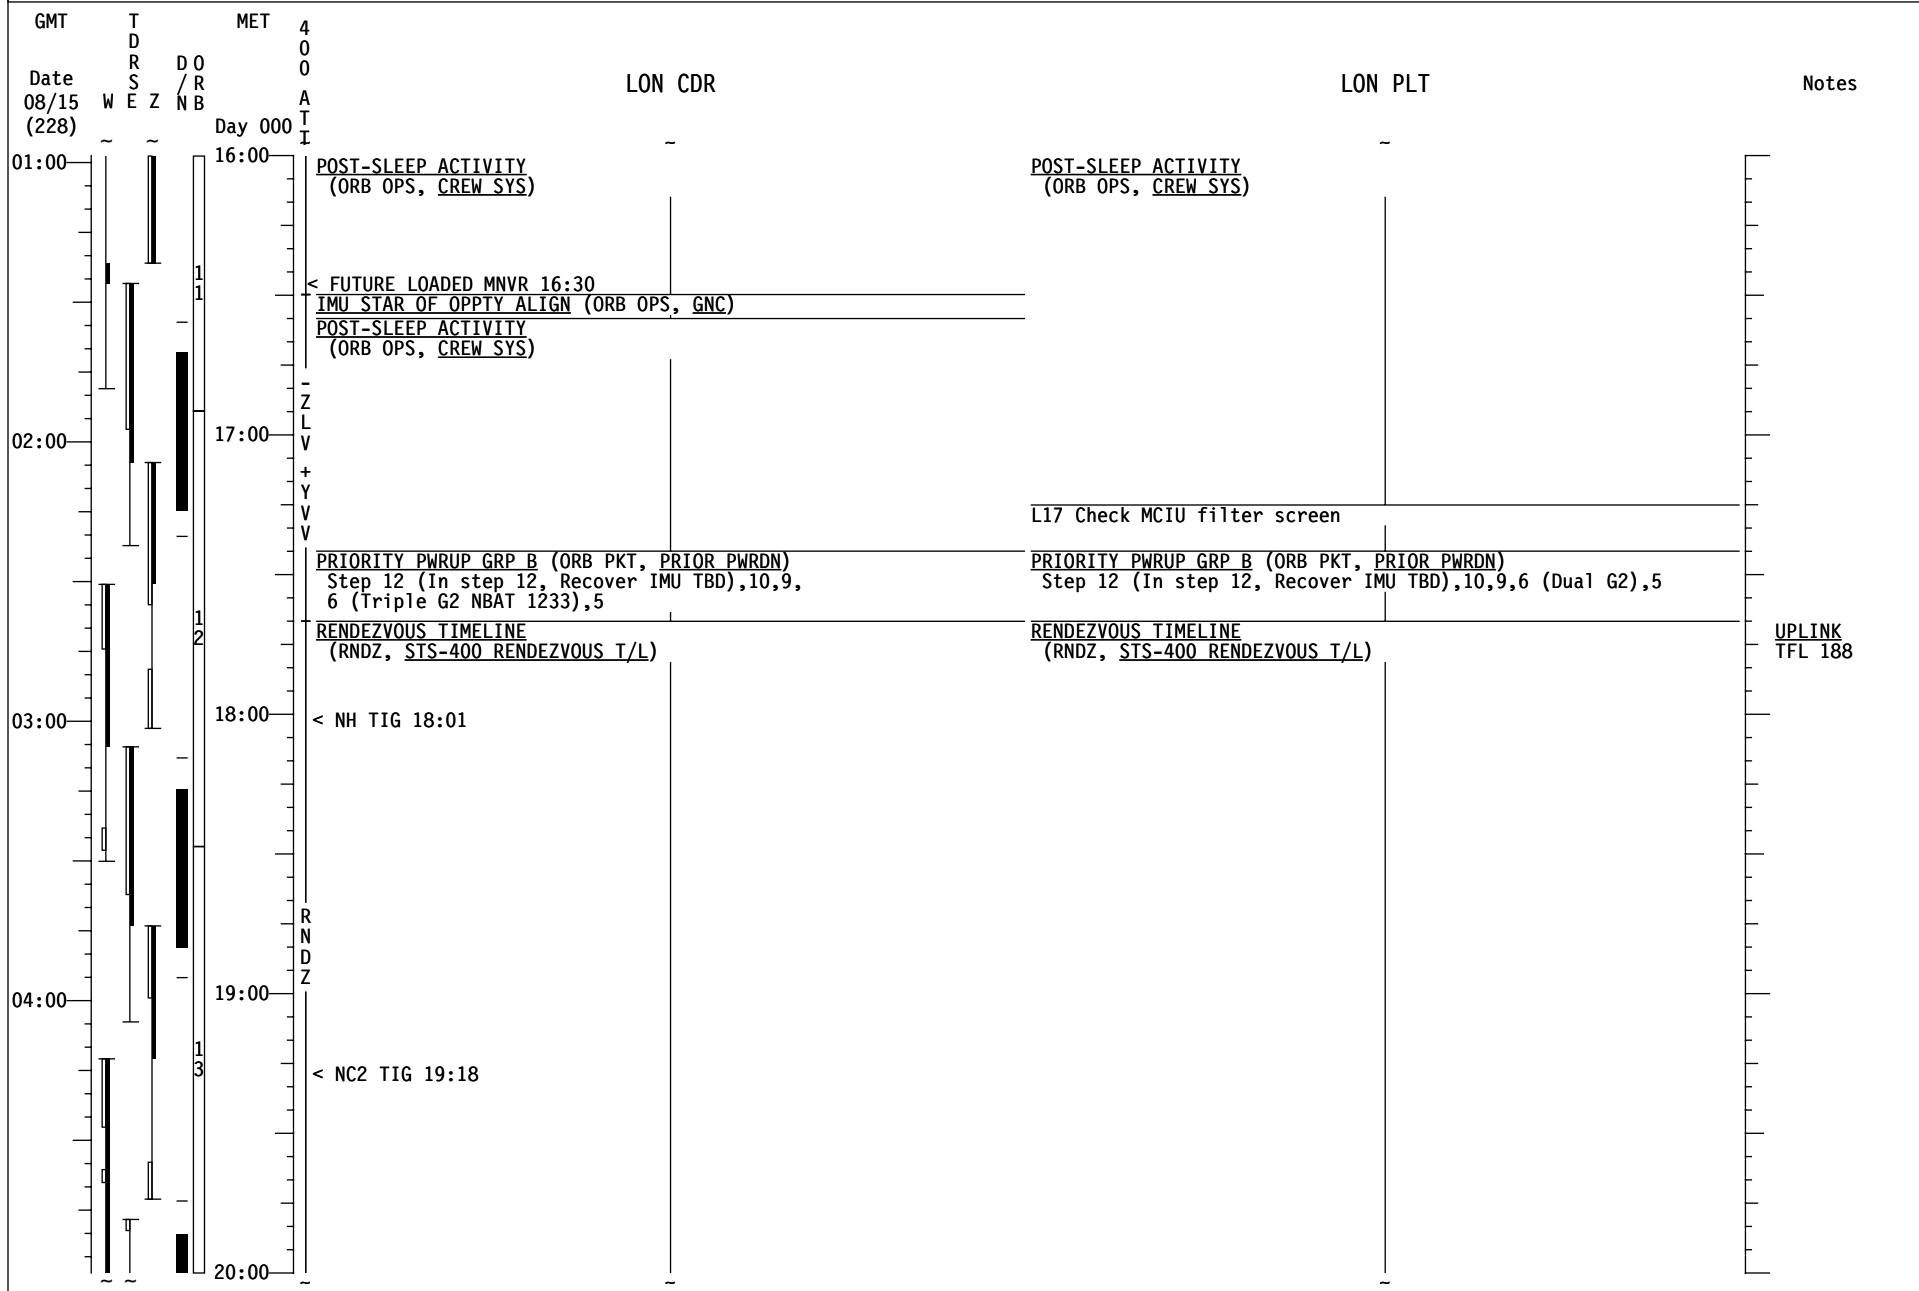 GMT
TDRS
MET
400 ATT
D/N
ORB
Date
08/15
(228)
W E Z
Day 000
LON CDR
LON PLT
Notes
~ ~ ~ ~ ~
01:00
16:00
POST-SLEEP ACTIVITY
(ORB OPS, CREW SYS)
POST-SLEEP ACTIVITY
(ORB OPS, CREW SYS)
11
< FUTURE LOADED MNVR 16:30
IMU STAR OF OPPTY ALIGN (ORB OPS, GNC)
POST-SLEEP ACTIVITY
(ORB OPS, CREW SYS)
-ZLV +YVV
02:00
17:00
L17 Check MCIU filter screen
PRIORITY PWRUP GRP B (ORB PKT, PRIOR PWRDN)
Step 12 (In step 12, Recover IMU TBD),10,9,
6 (Triple G2 NBAT 1233),5
PRIORITY PWRUP GRP B (ORB PKT, PRIOR PWRDN)
Step 12 (In step 12, Recover IMU TBD),10,9,6 (Dual G2),5
12
RENDEZVOUS TIMELINE
(RNDZ, STS-400 RENDEZVOUS T/L)
RENDEZVOUS TIMELINE
(RNDZ, STS-400 RENDEZVOUS T/L)
UPLINK
TFL 188
03:00
18:00
< NH TIG 18:01
RNDZ
04:00
19:00
13
< NC2 TIG 19:18
20:00
~ ~ ~ ~ ~